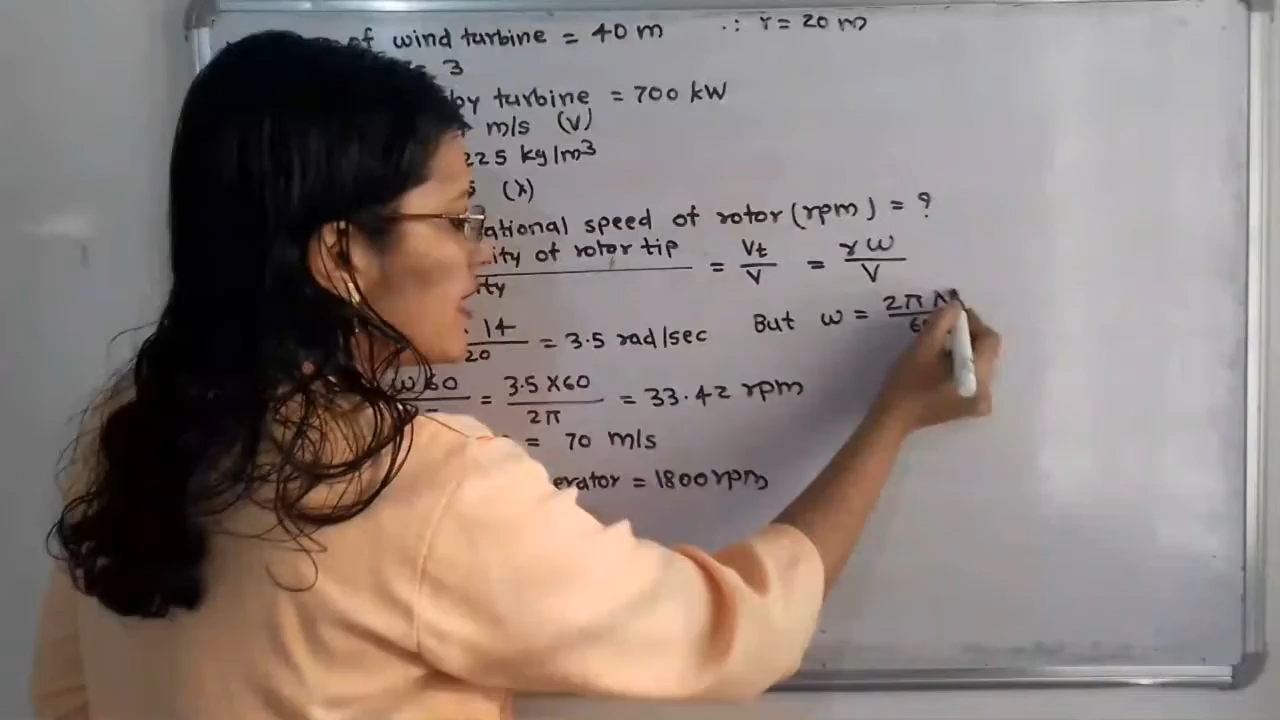 of wind turbine = 40 m ∴ r = 20 m
= 3
by turbine = 700 kW
m/s (V)
225 kg/m³
(λ)
ational speed of rotor (rpm) = ?
ity of rotor tip / ity = Vt / V = rω / V
14 / 20 = 3.5 rad/sec But ω = 2πN / 60
ω 60 = 3.5 X 60 / 2π = 33.42 rpm
= 70 m/s
erator = 1800 rpm